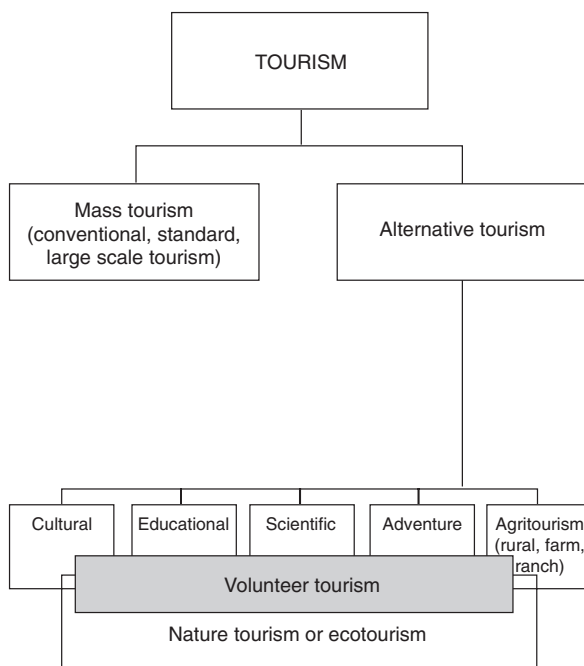 TOURISM
Mass tourism
(conventional, standard,
large scale tourism)
Alternative tourism
Cultural
Educational
Scientific
Adventure
Agritourism
(rural, farm,
ranch)
Volunteer tourism
Nature tourism or ecotourism